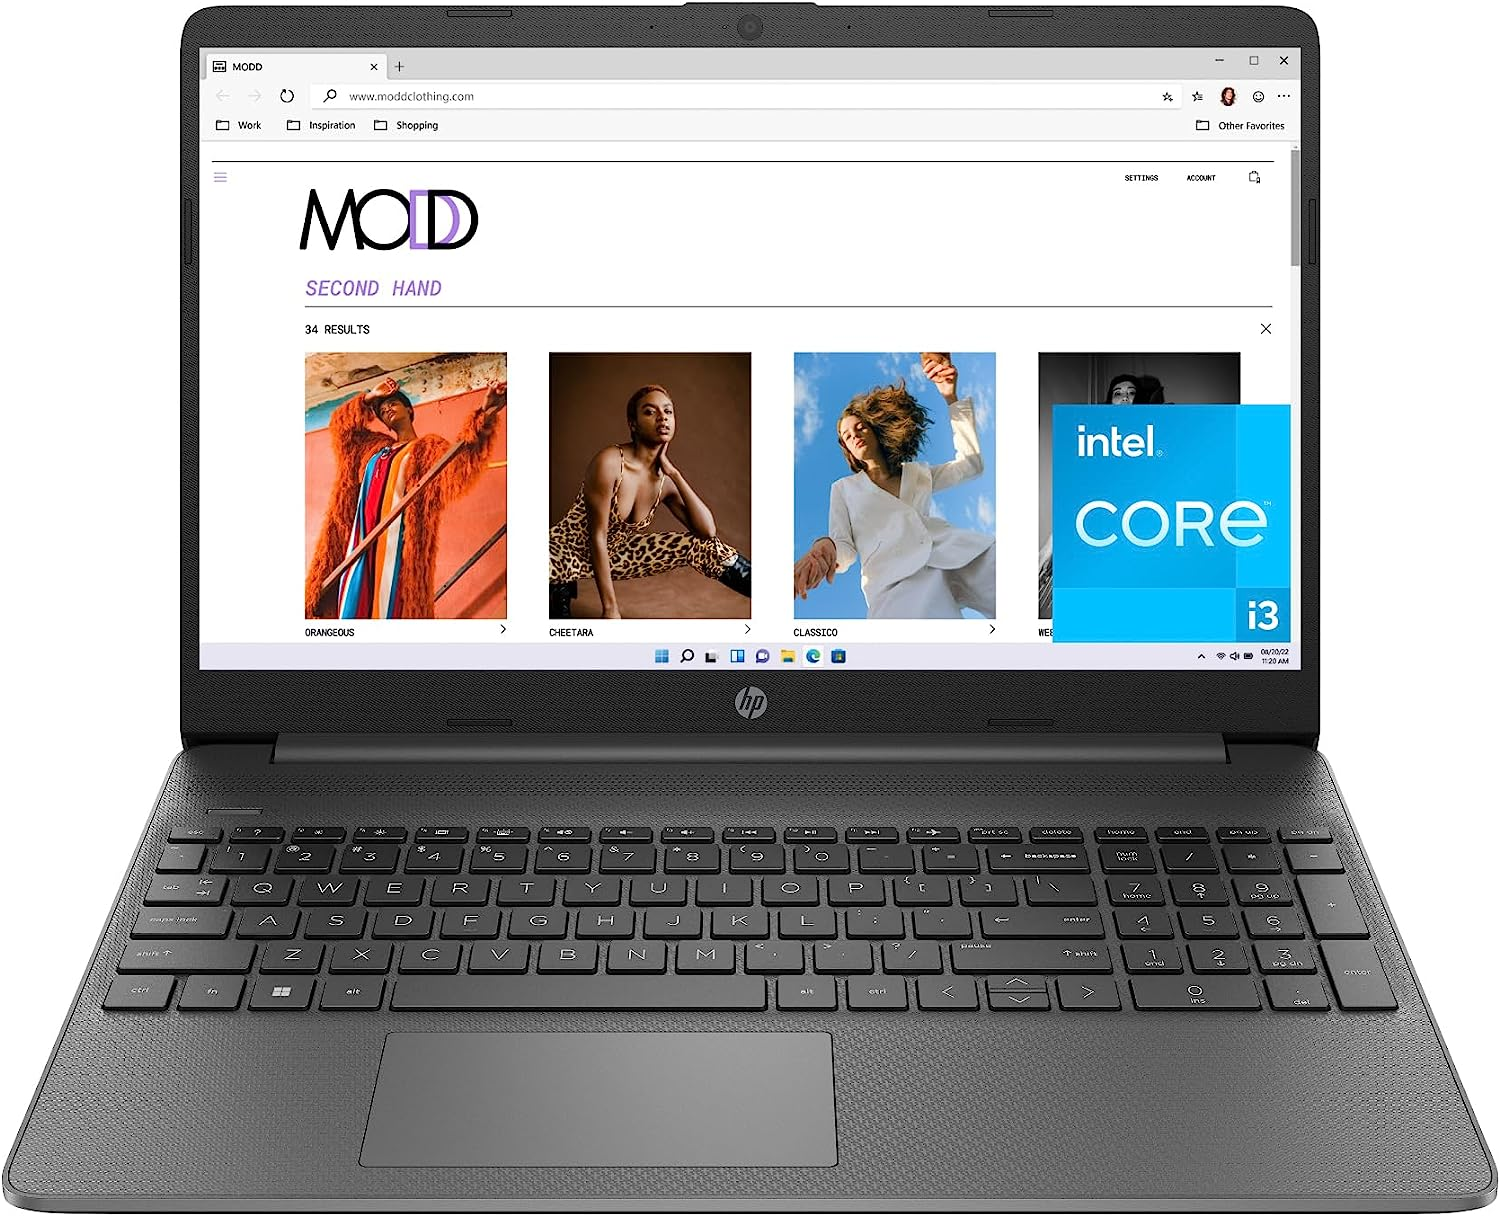 MODD
www.moddclothing.com
Work Inspiration Shopping Other Favorites
SETTINGS ACCOUNT
MODD
SECOND HAND
34 RESULTS
ORANGEOUS CHEETARA CLASSICO
intel®
CORE™
i3
08/20/22
11:20 AM
hp
esc prt sc delete home end pg up pg dn
~ ` ! 1 @ 2 # 3 $ 4 % 5 ^ 6 & 7 * 8 ( 9 ) 0 _ - + = ← backspace num lock / * -
tab Q W E R T Y U I O P { [ } ] | \ 7 home 8 ↑ 9 pg up +
caps lock A S D F G H J K L : ; " ' ← enter 4 ← 5 6 →
shift ↑ Z X C V B N M < , > . ? / pause ↑ shift 1 end 2 ↓ 3 pg dn enter
ctrl fn alt alt ctrl 0 ins . del